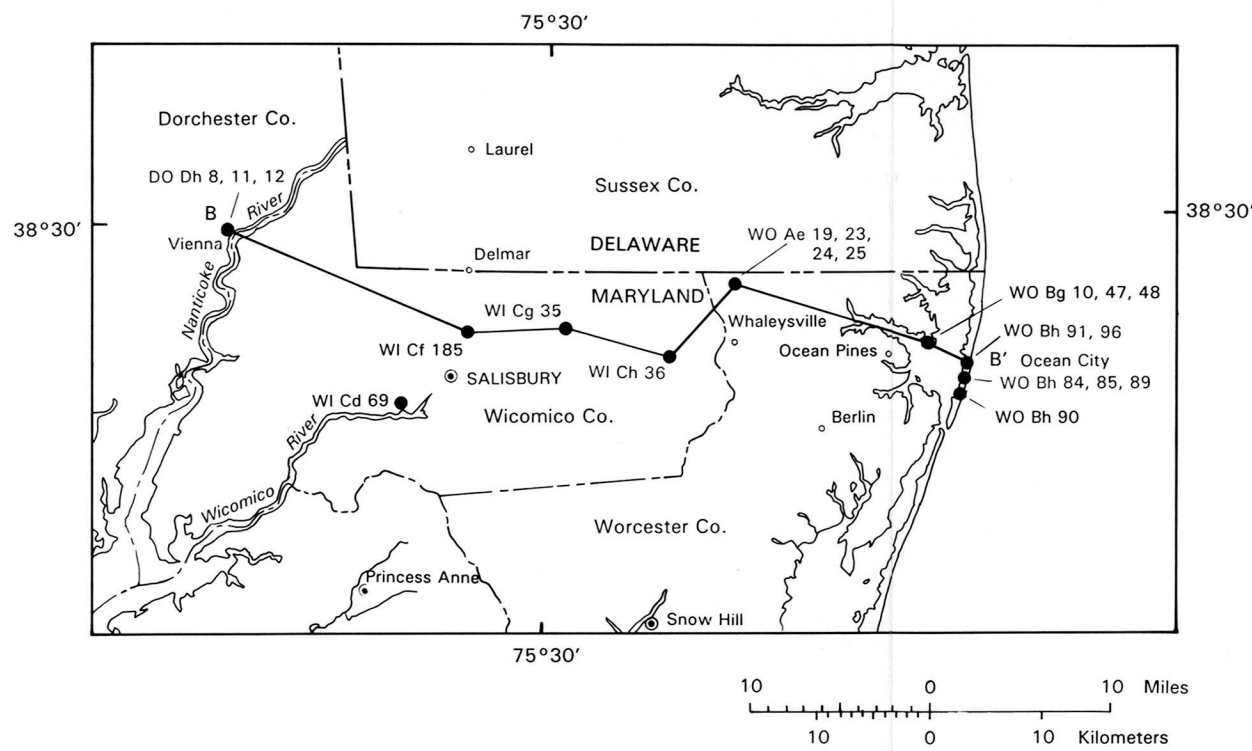 75°30′
Dorchester Co.
Laurel
DO Dh 8, 11, 12
Sussex Co.
B
River
38°30′
38°30′
Vienna
WO Ae 19, 23,
24, 25
DELAWARE
Delmar
Nanticoke
MARYLAND
WO Bg 10, 47, 48
WI Cg 35
Whaleysville
WO Bh 91, 96
WI Cf 185
Ocean Pines
B′ Ocean City
WI Ch 36
SALISBURY
WO Bh 84, 85, 89
WI Cd 69
Wicomico Co.
Berlin
WO Bh 90
River
Wicomico
Worcester Co.
Princess Anne
Snow Hill
75°30′
10 0 10 Miles
10 0 10 Kilometers